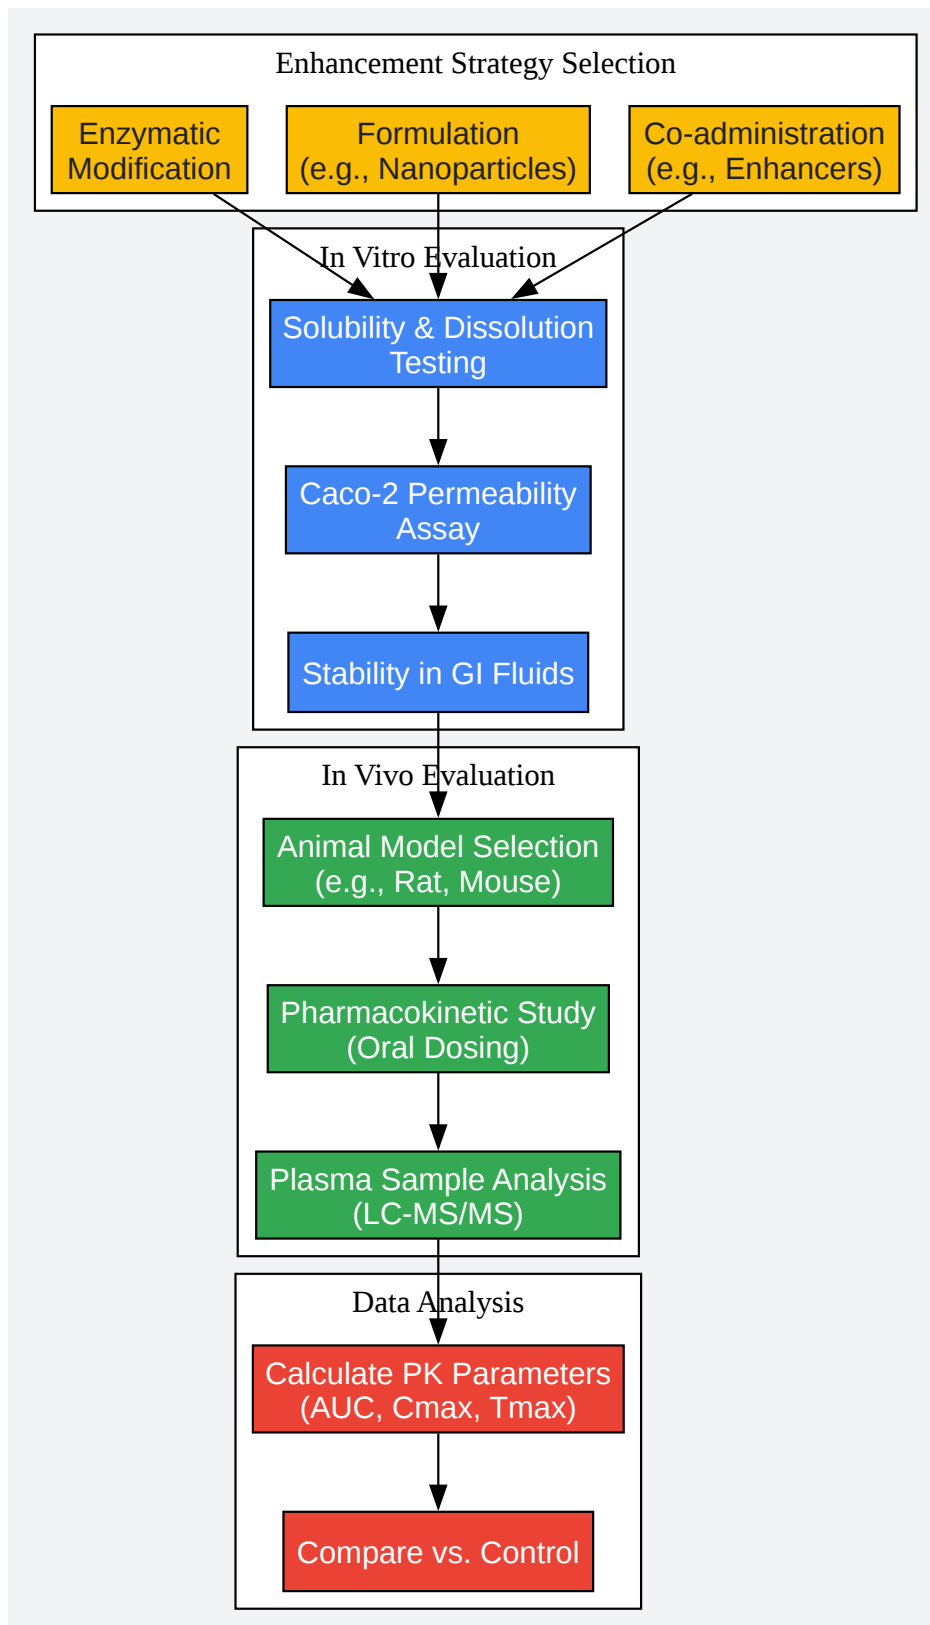 Enhancement Strategy Selection
Enzymatic
Modification
Formulation
(e.g., Nanoparticles)
Co-administration
(e.g., Enhancers)
In Vitro Evaluation
Solubility & Dissolution
Testing
Caco-2 Permeability
Assay
Stability in GI Fluids
In Vivo Evaluation
Animal Model Selection
(e.g., Rat, Mouse)
Pharmacokinetic Study
(Oral Dosing)
Plasma Sample Analysis
(LC-MS/MS)
Data Analysis
Calculate PK Parameters
(AUC, Cmax, Tmax)
Compare vs. Control